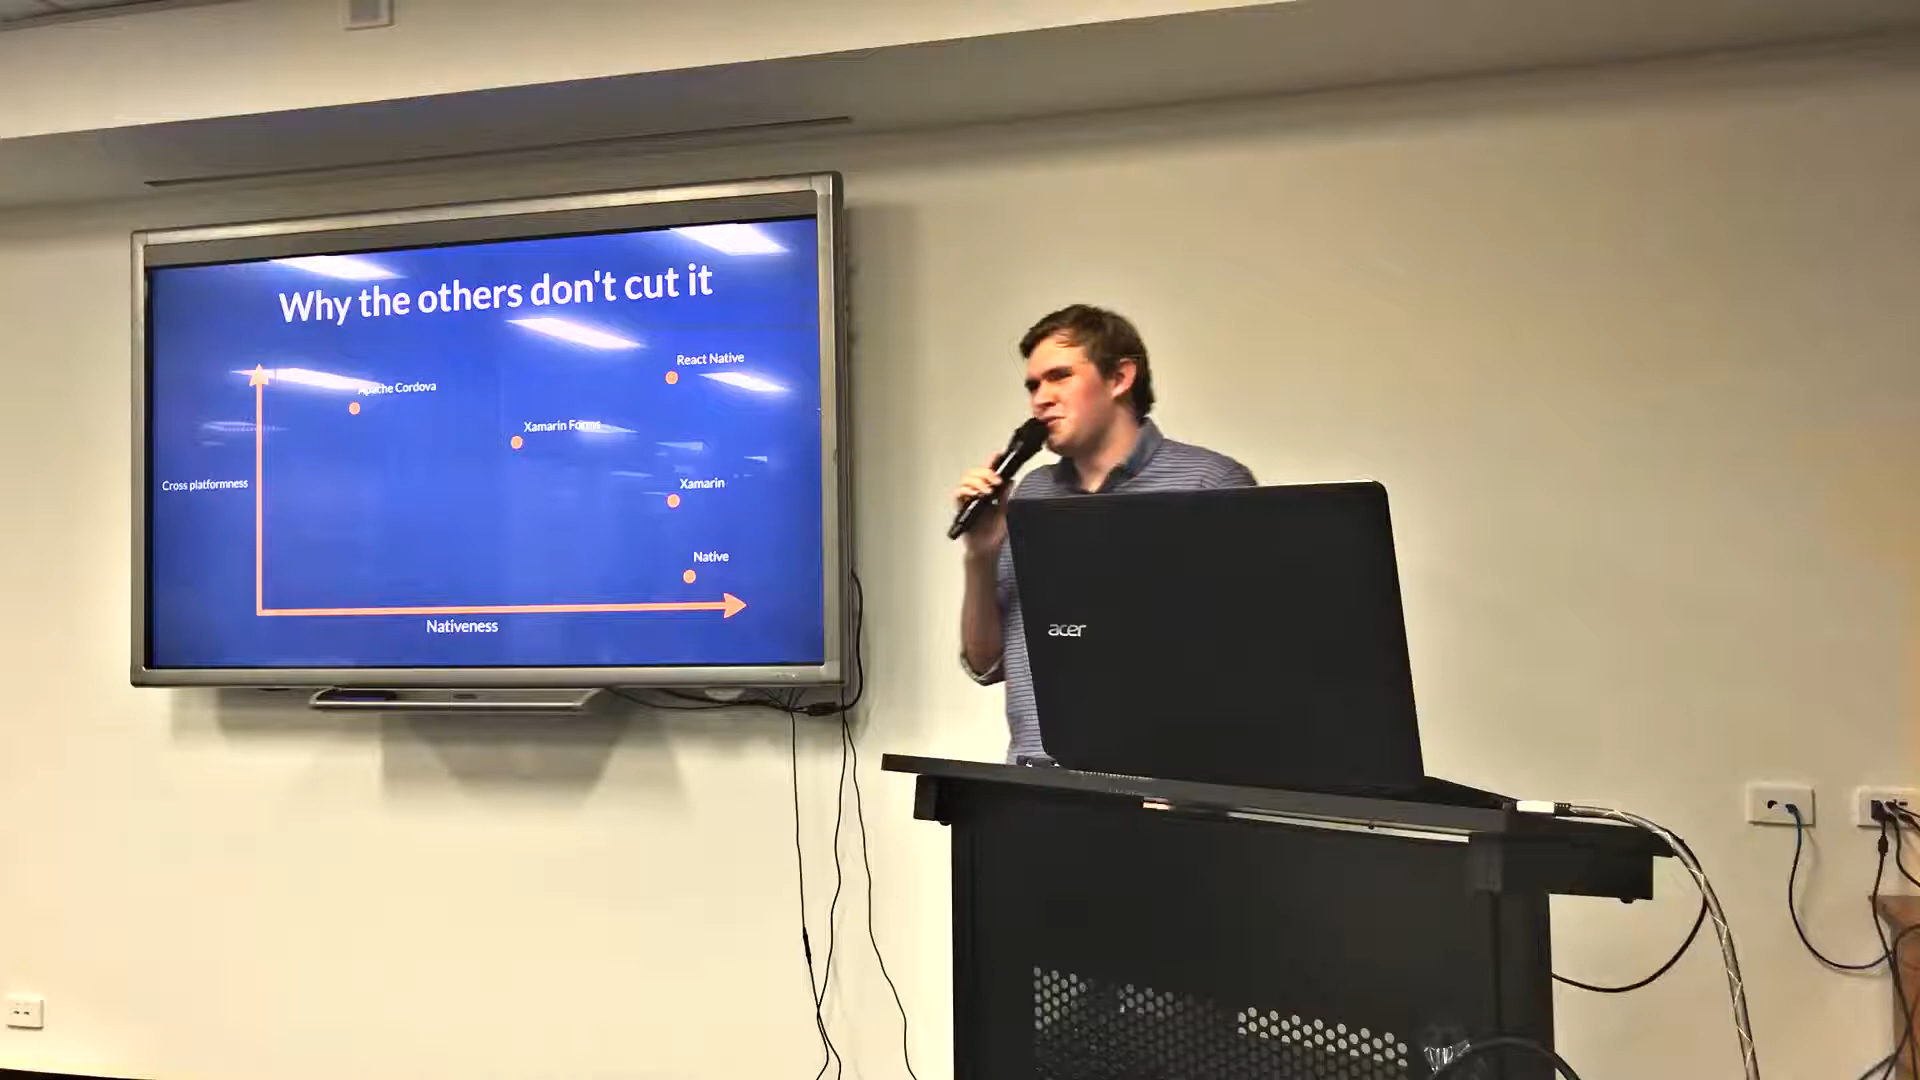 Why the others don't cut it
React Native
Apache Cordova
Xamarin Forms
Cross platformness
Xamarin
Native
Nativeness
acer